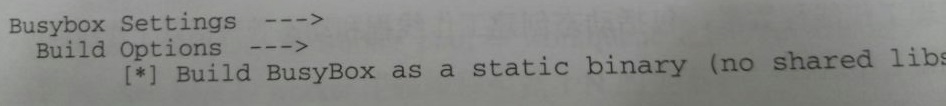 Busybox Settings --->
Build Options --->
[*] Build BusyBox as a static binary (no shared libs